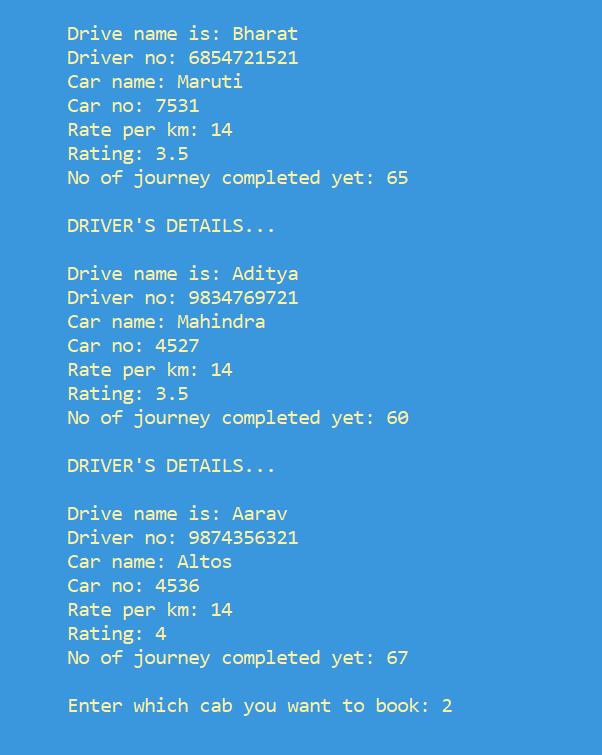 Drive name is: Bharat
Driver no: 6854721521
Car name: Maruti
Car no: 7531
Rate per km: 14
Rating: 3.5
No of journey completed yet: 65
DRIVER'S DETAILS...
Drive name is: Aditya
Driver no: 9834769721
Car name: Mahindra
Car no: 4527
Rate per km: 14
Rating: 3.5
No of journey completed yet: 60
DRIVER'S DETAILS...
Drive name is: Aarav
Driver no: 9874356321
Car name: Altos
Car no: 4536
Rate per km: 14
Rating: 4
No of journey completed yet: 67
Enter which cab you want to book: 2